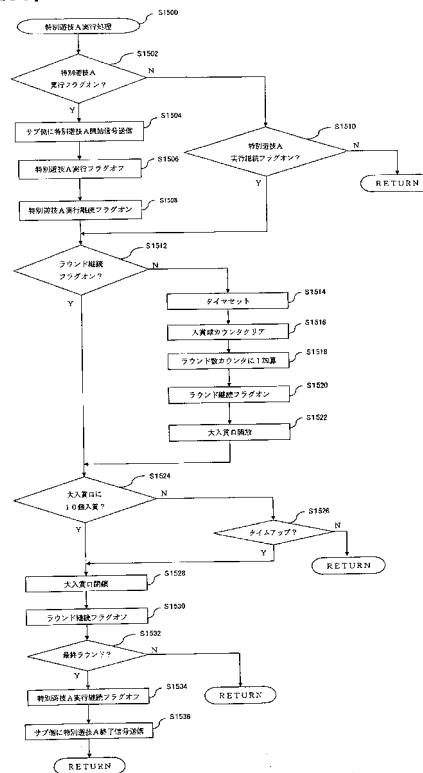 S1500
特別遊技A実行処理
S1502
特別遊技A
実行フラグオン？
N
Y
S1504
サブ側に特別遊技A開始信号送信
S1506
特別遊技A実行フラグオフ
S1508
特別遊技A実行継続フラグオン
S1510
特別遊技A
実行継続フラグオン？
N
Y
RETURN
S1512
ラウンド継続
フラグオン？
N
Y
S1514
タイマセット
S1516
入賞球カウンタクリア
S1518
ラウンド数カウンタに1加算
S1520
ラウンド継続フラグオン
S1522
大入賞口開放
S1524
大入賞口に
10個入賞？
N
Y
S1526
タイムアップ？
N
Y
RETURN
S1528
大入賞口閉鎖
S1530
ラウンド継続フラグオフ
S1532
最終ラウンド？
N
Y
RETURN
S1534
特別遊技A実行継続フラグオフ
S1536
サブ側に特別遊技A終了信号送信
RETURN